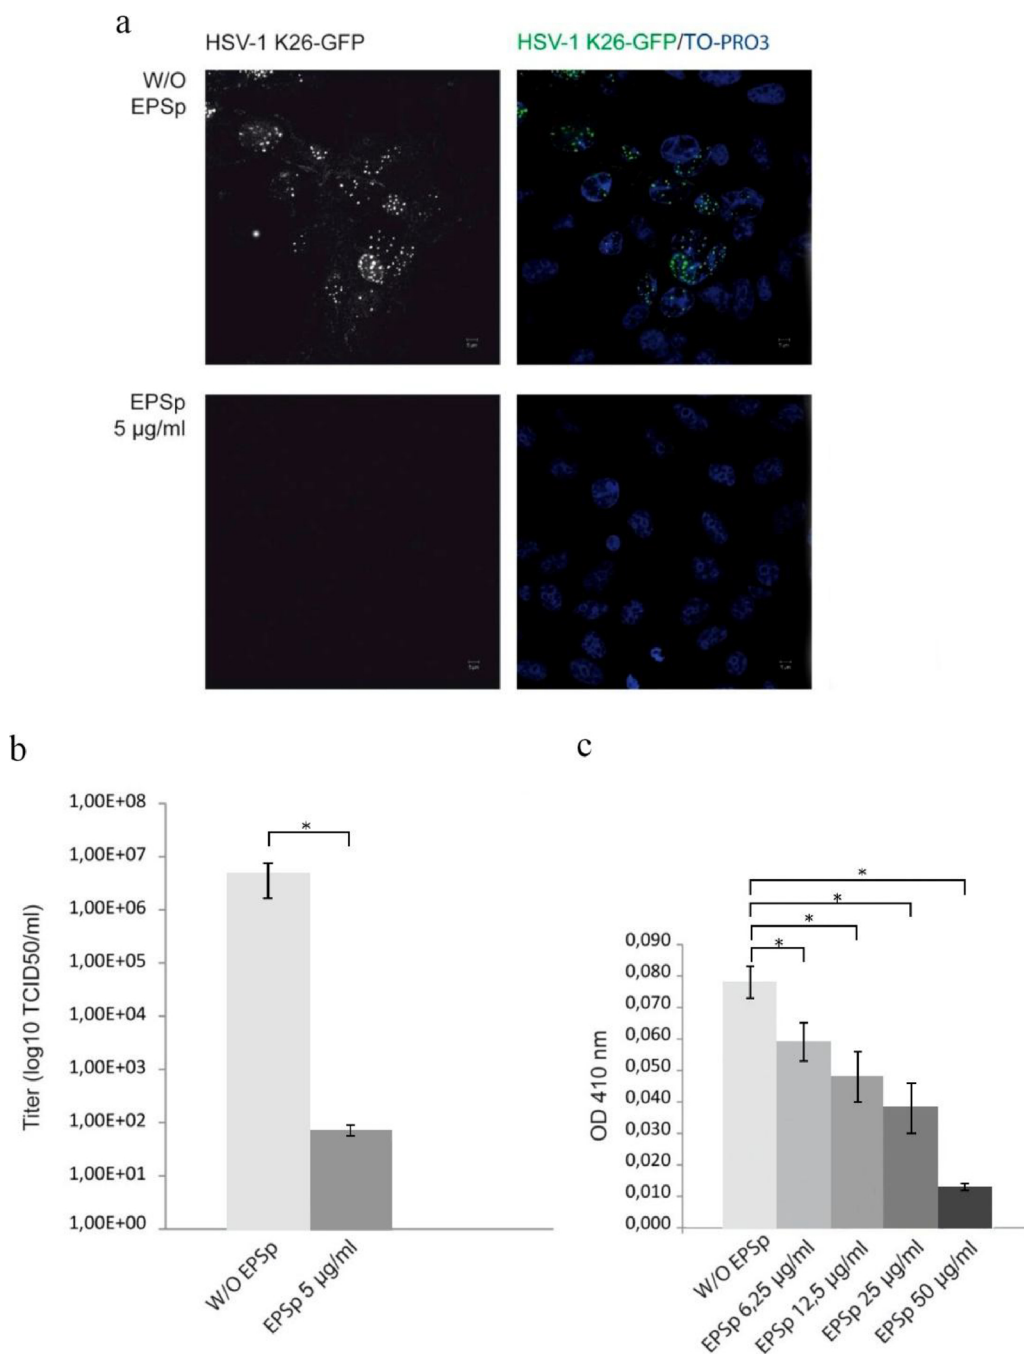 a
HSV-1 K26-GFP
HSV-1 K26-GFP/TO-PRO3
W/O
EPSp
EPSp
5 µg/ml
b
Titer (log10 TCID50/ml)
1,00E+08
1,00E+07
1,00E+06
1,00E+05
1,00E+04
1,00E+03
1,00E+02
1,00E+01
1,00E+00
*
W/O EPSp
EPSp 5 µg/ml
c
OD 410 nm
0,090
0,080
0,070
0,060
0,050
0,040
0,030
0,020
0,010
0,000
*
*
*
*
W/O EPSp
EPSp 6,25 µg/ml
EPSp 12,5 µg/ml
EPSp 25 µg/ml
EPSp 50 µg/ml